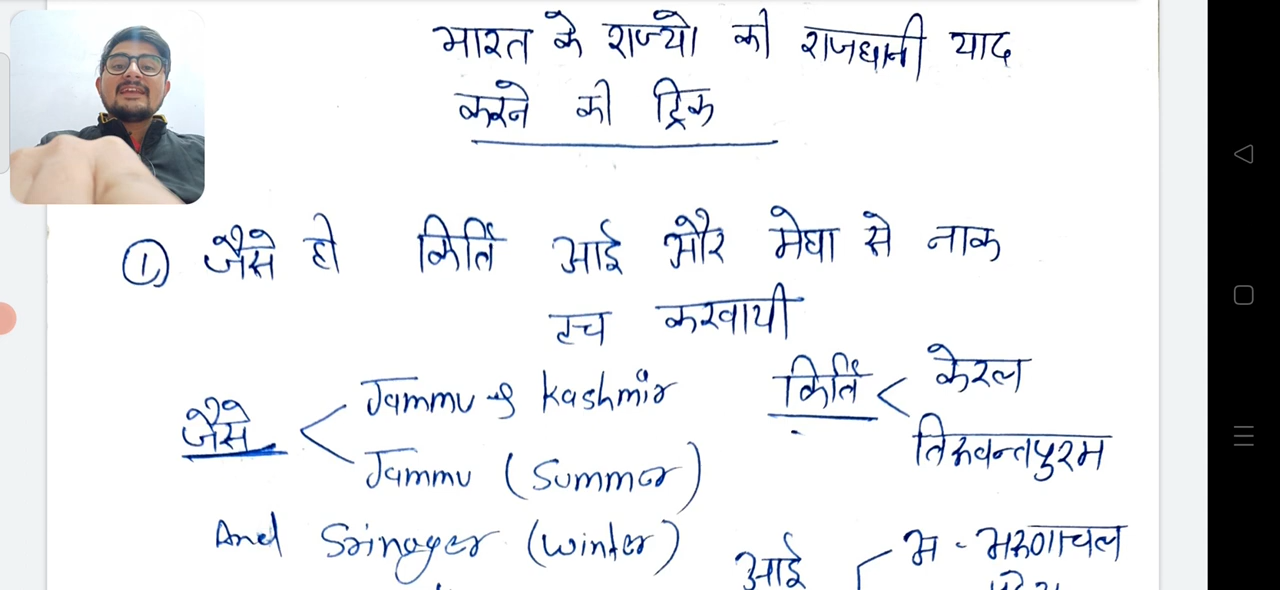 भारत के राज्यो की राजधानी याद
करने की ट्रिक
① जैसे ही किर्ति आई और मेघा से नाक
टच करवायी
जैसे < Jammu & Kashmir
Jammu (Summer)
And Srinager (Winter)
किर्ति < केरल
तिरुवन्तपुरम
आई
अ - अरुणाचल